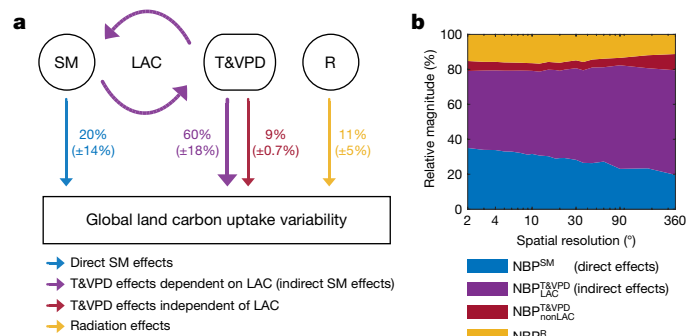 a
SM
LAC
T&VPD
R
20%
(±14%)
60%
(±18%)
9%
(±0.7%)
11%
(±5%)
Global land carbon uptake variability
Direct SM effects
T&VPD effects dependent on LAC (indirect SM effects)
T&VPD effects independent of LAC
Radiation effects
b
Relative magnitude (%)
100
80
60
40
20
0
2 4 10 30 90 360
Spatial resolution (°)
NBP^SM (direct effects)
NBP^T&VPD_LAC (indirect effects)
NBP^T&VPD_nonLAC
NBP^R